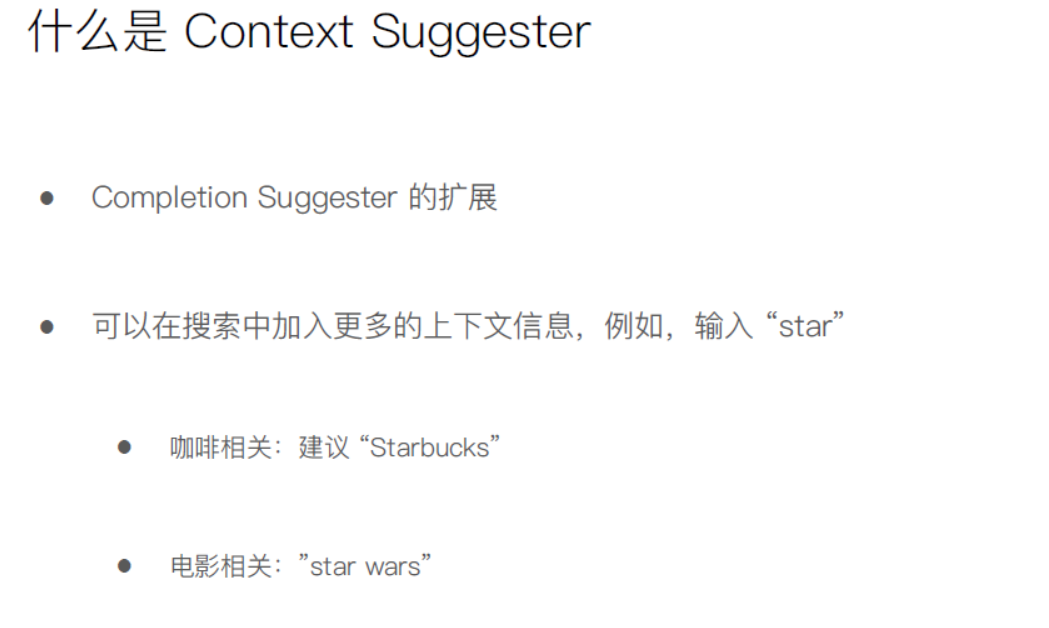 什么是 Context Suggester
● Completion Suggester 的扩展
● 可以在搜索中加入更多的上下文信息，例如，输入 “star”
● 咖啡相关：建议 “Starbucks”
● 电影相关：”star wars”